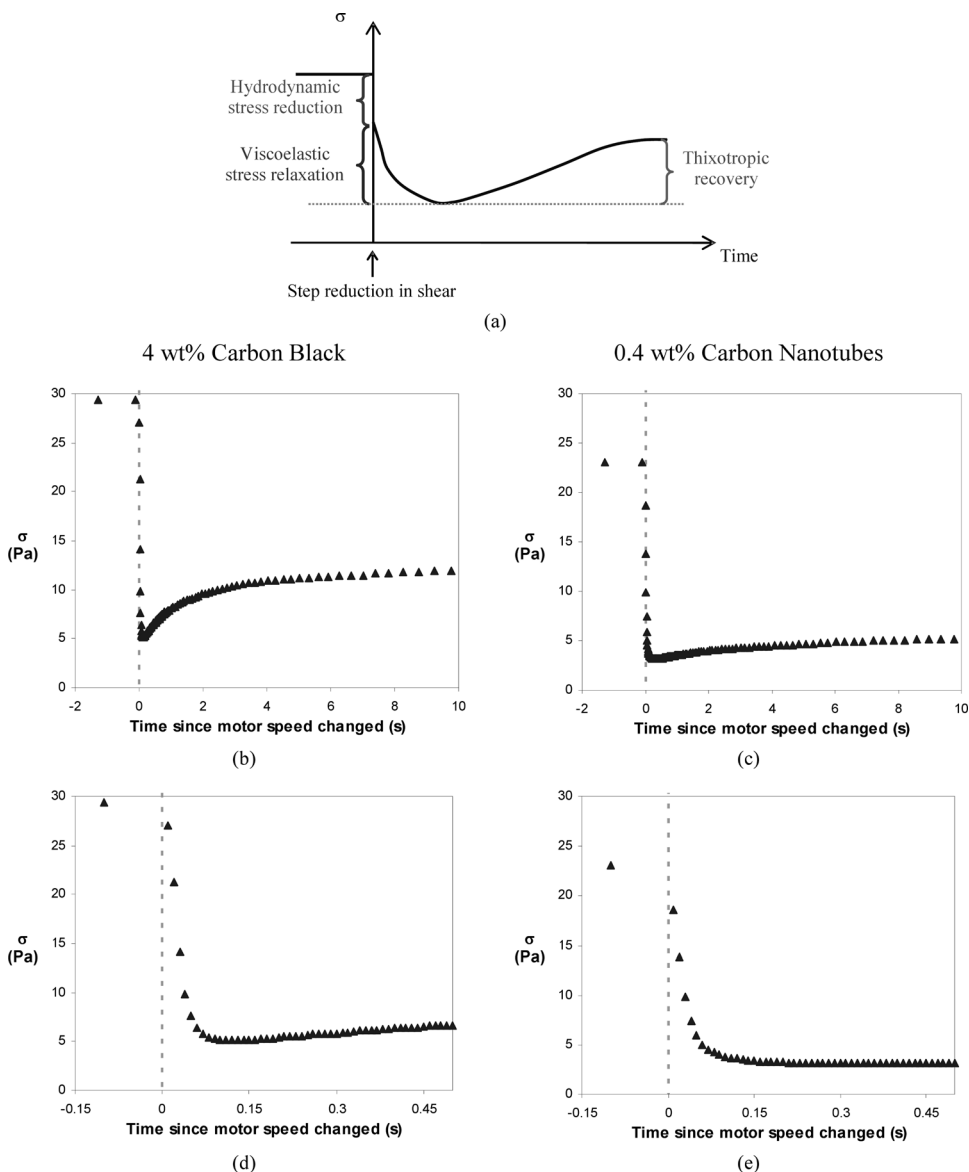 σ
Hydrodynamic
stress reduction
Viscoelastic
stress relaxation
Thixotropic
recovery
Time
Step reduction in shear
(a)
4 wt% Carbon Black
0.4 wt% Carbon Nanotubes
30
25
20
15
10
5
0
σ
(Pa)
-2
0
2
4
6
8
10
Time since motor speed changed (s)
(b)
30
25
20
15
10
5
0
σ
(Pa)
-2
0
2
4
6
8
10
Time since motor speed changed (s)
(c)
30
25
20
15
10
5
0
σ
(Pa)
-0.15
0
0.15
0.3
0.45
Time since motor speed changed (s)
(d)
30
25
20
15
10
5
0
σ
(Pa)
-0.15
0
0.15
0.3
0.45
Time since motor speed changed (s)
(e)